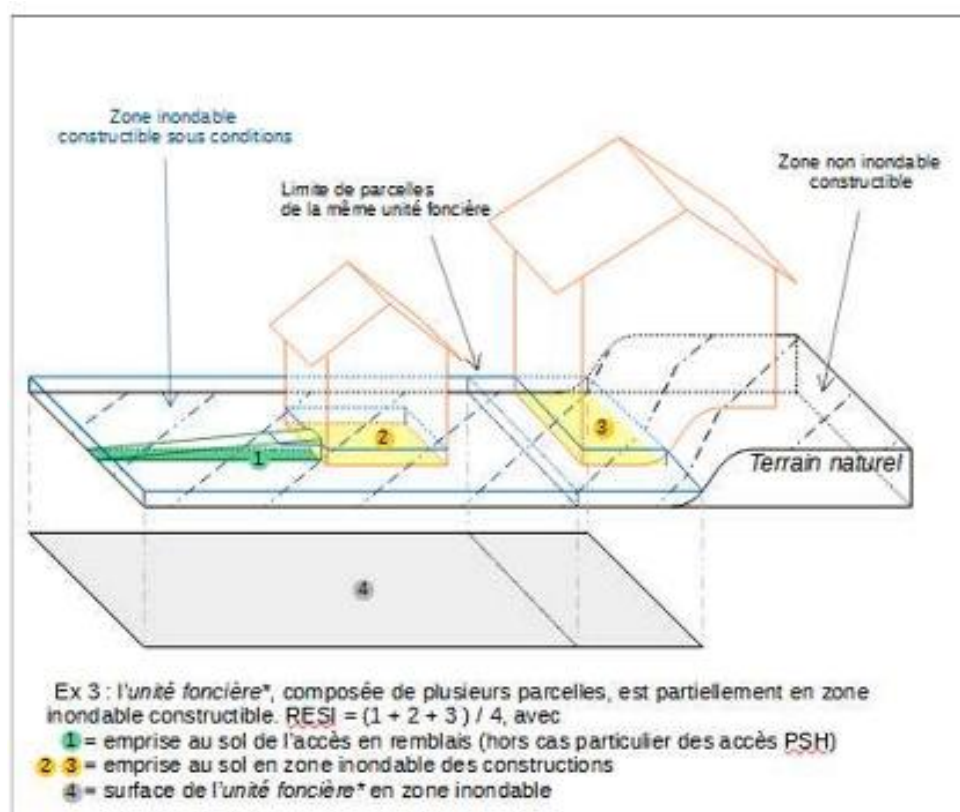 Zone inondable
constructible sous conditions
Limite de parcelles
de la même unité foncière
Zone non inondable
constructible
1
2
3
Terrain naturel
4
Ex 3 : l'unité foncière*, composée de plusieurs parcelles, est partiellement en zone
inondable constructible. RESI = (1 + 2 + 3 ) / 4, avec
1 = emprise au sol de l'accès en remblais (hors cas particulier des accès PSH)
2 3 = emprise au sol en zone inondable des constructions
4 = surface de l'unité foncière* en zone inondable